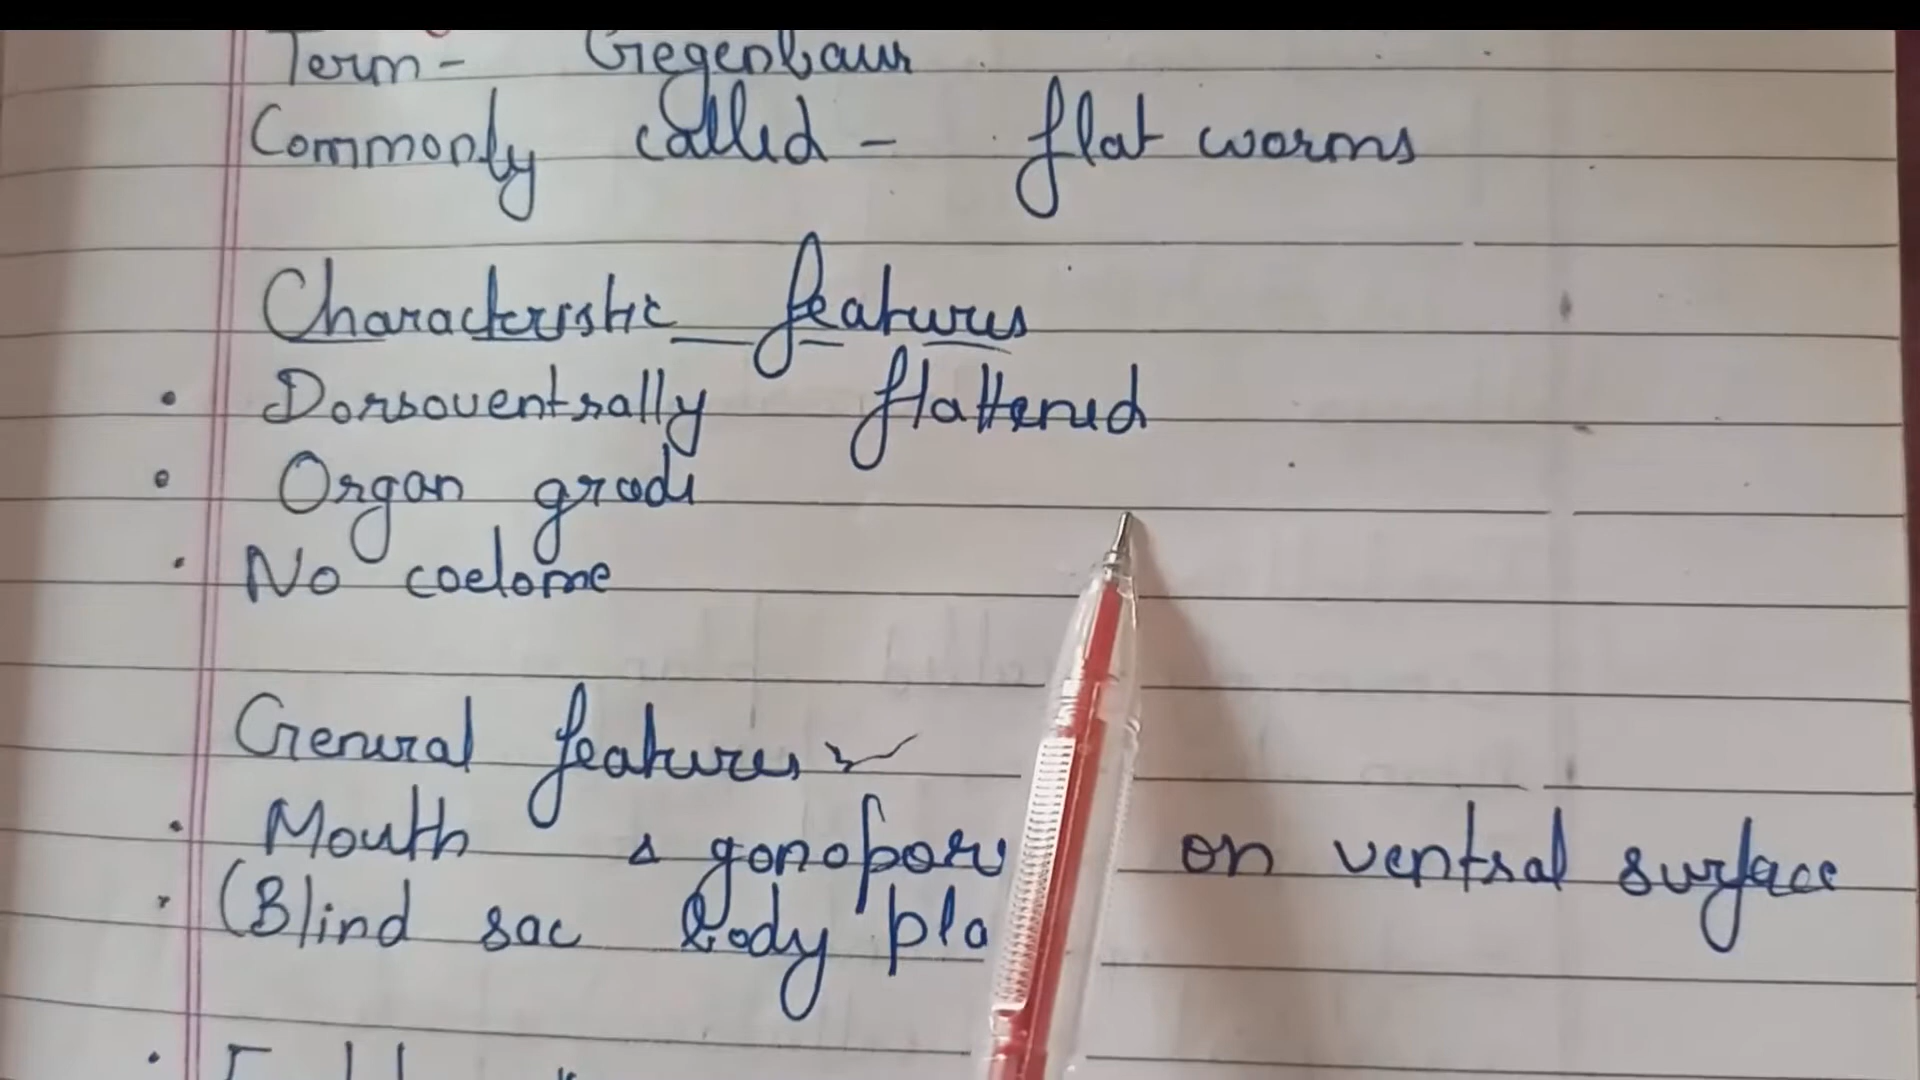 Term - Gegenbaur
Commonly called - flat worms
Characteristic features
• Dorsoventrally flattened
• Organ grade
• No coelome
General features
• Mouth & gonopore on ventral surface
• (Blind sac body pla